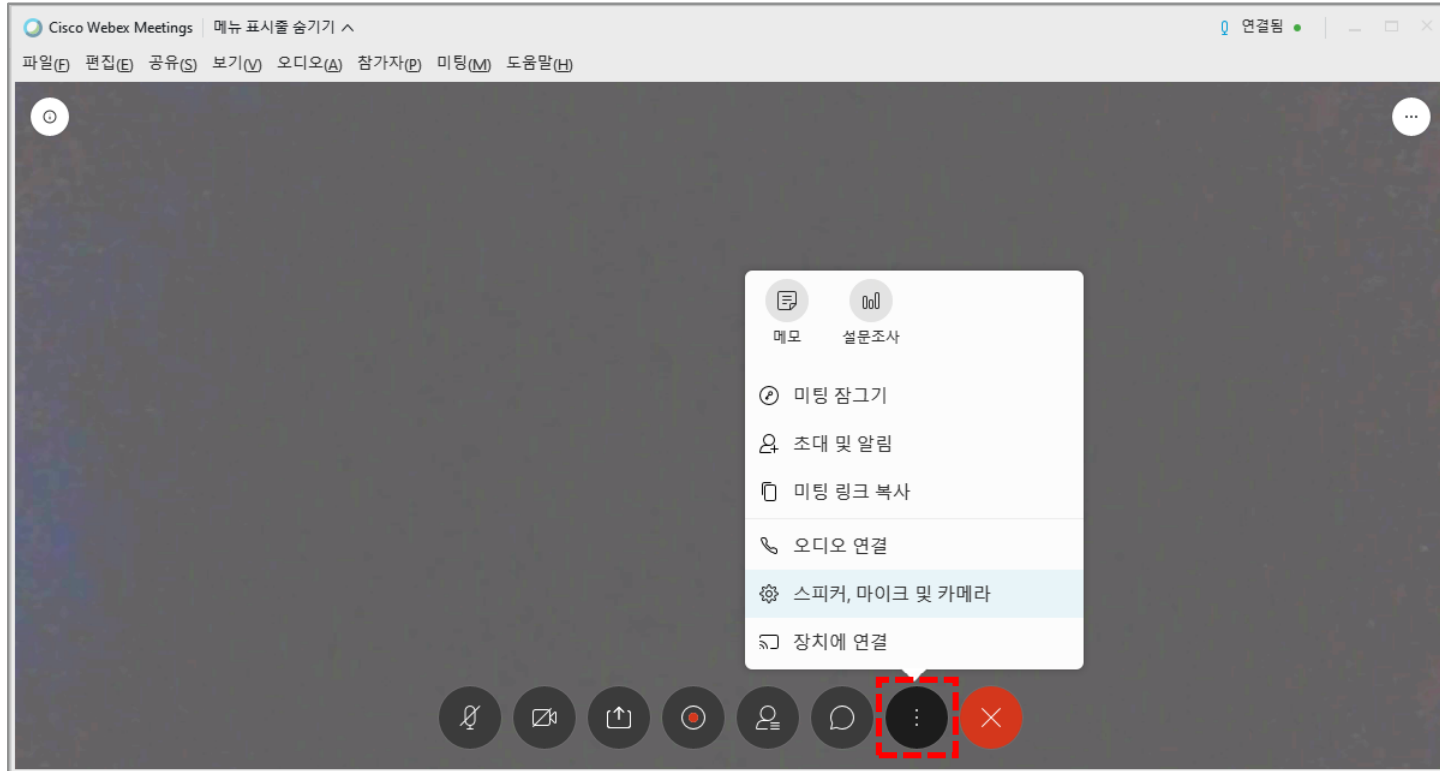 Cisco Webex Meetings 메뉴 표시줄 숨기기 연결됨
파일(F) 편집(E) 공유(S) 보기(V) 오디오(A) 참가자(P) 미팅(M) 도움말(H)
메모 설문조사
미팅 잠그기
초대 및 알림
미팅 링크 복사
오디오 연결
스피커, 마이크 및 카메라
장치에 연결